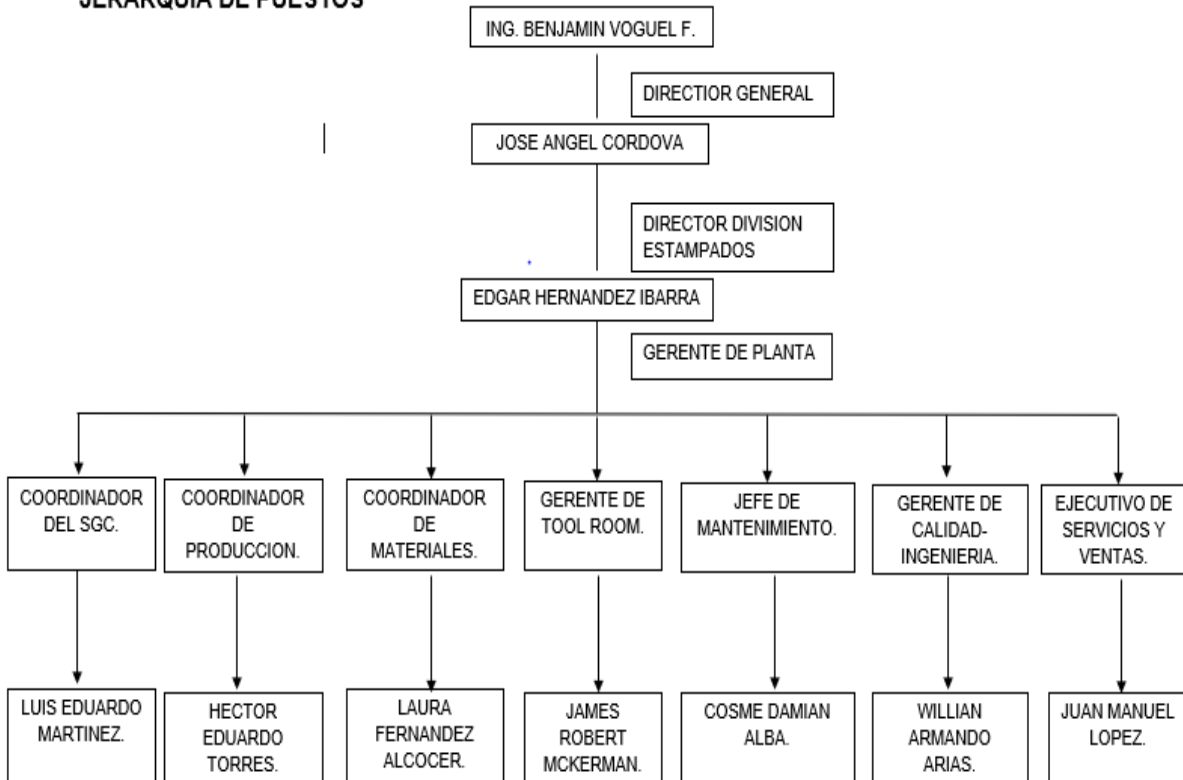 JERARQUIA DE PUESTOS
ING. BENJAMIN VOGUEL F.
DIRECTIOR GENERAL
JOSE ANGEL CORDOVA
DIRECTOR DIVISION
ESTAMPADOS
EDGAR HERNANDEZ IBARRA
GERENTE DE PLANTA
COORDINADOR
DEL SGC.
COORDINADOR
DE
PRODUCCION.
COORDINADOR
DE
MATERIALES.
GERENTE DE
TOOL ROOM.
JEFE DE
MANTENIMIENTO.
GERENTE DE
CALIDAD-
INGENIERIA.
EJECUTIVO DE
SERVICIOS Y
VENTAS.
LUIS EDUARDO
MARTINEZ.
HECTOR
EDUARDO
TORRES.
LAURA
FERNANDEZ
ALCOCER.
JAMES
ROBERT
MCKERMAN.
COSME DAMIAN
ALBA.
WILLIAN
ARMANDO
ARIAS.
JUAN MANUEL
LOPEZ.